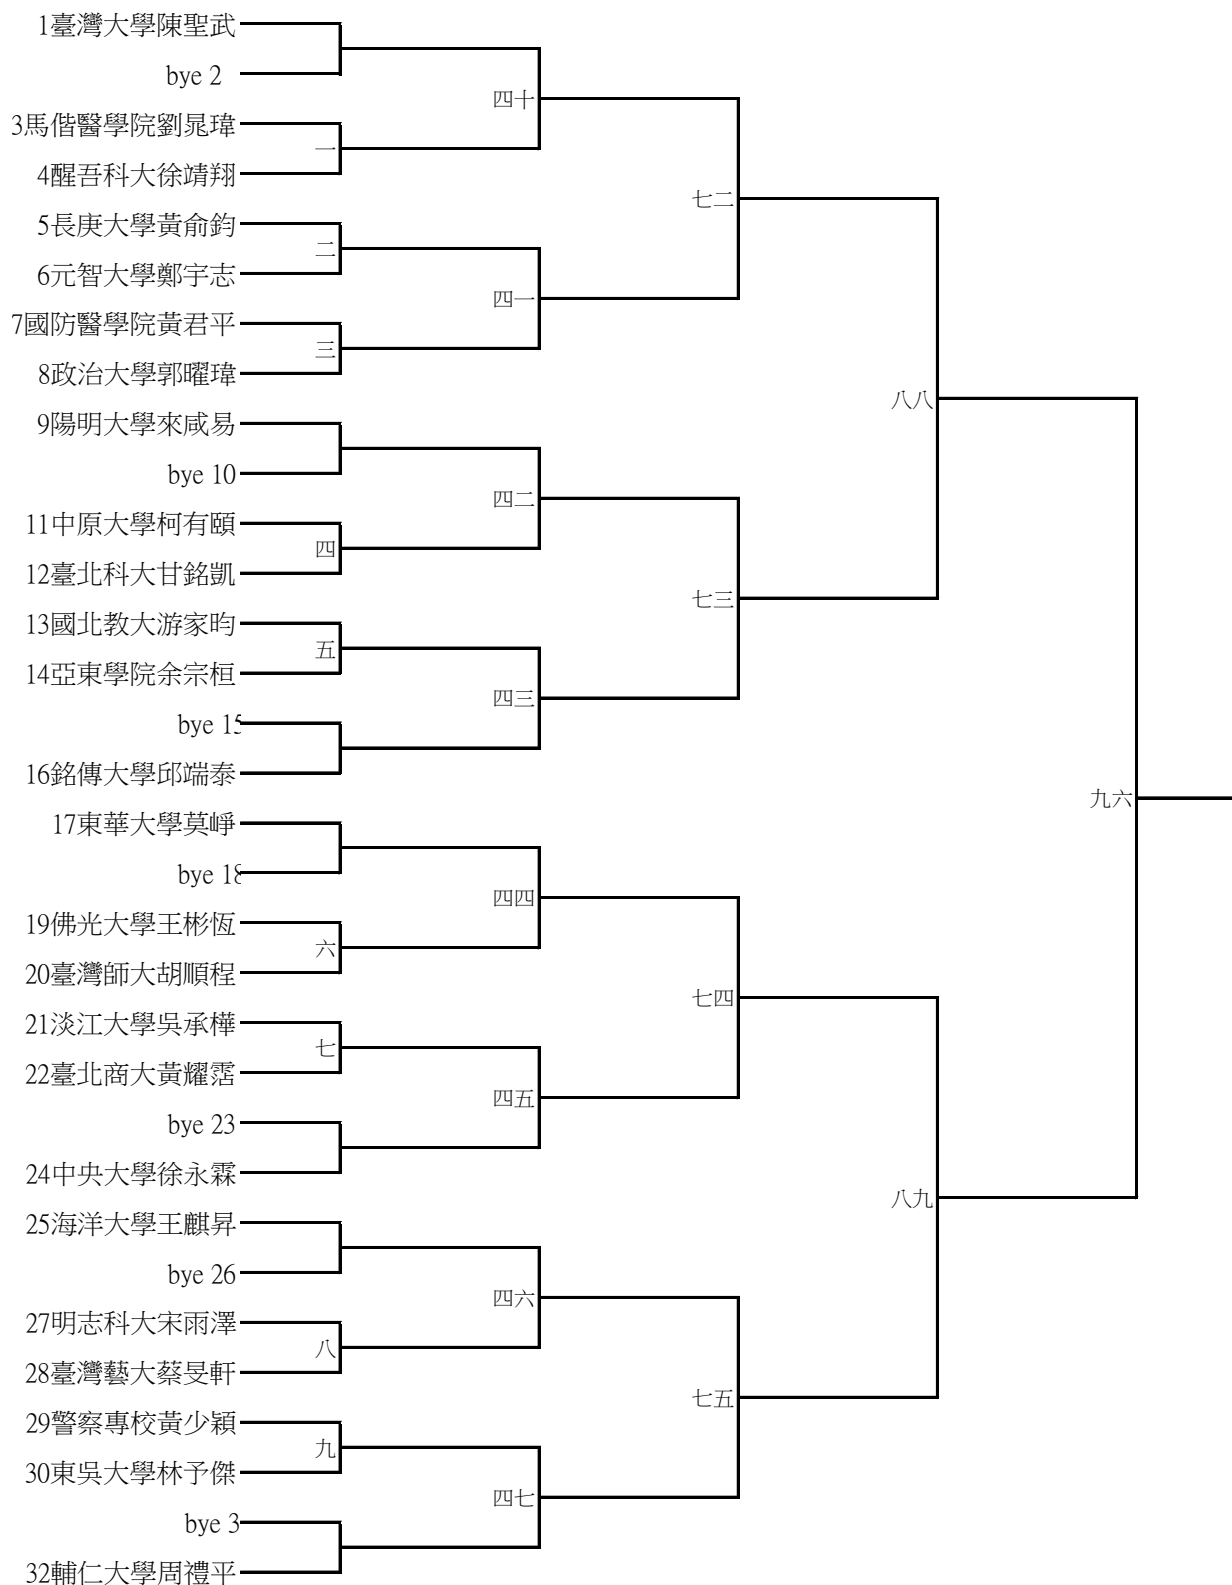 1臺灣大學陳聖武
bye 2
四十
3馬偕醫學院劉晁瑋
一
4醒吾科大徐靖翔
七二
5長庚大學黃俞鈞
二
6元智大學鄭宇志
四一
7國防醫學院黃君平
三
8政治大學郭曜瑋
八八
9陽明大學來咸易
bye 10
四二
11中原大學柯有頤
四
12臺北科大甘銘凱
七三
13國北教大游家昀
五
14亞東學院余宗桓
四三
bye 15
16銘傳大學邱端泰
九六
17東華大學莫崢
bye 18
四四
19佛光大學王彬恆
六
20臺灣師大胡順程
七四
21淡江大學吳承樺
七
22臺北商大黃耀霑
四五
bye 23
24中央大學徐永霖
八九
25海洋大學王麒昇
bye 26
四六
27明志科大宋雨澤
八
28臺灣藝大蔡旻軒
七五
29警察專校黃少穎
九
30東吳大學林予傑
四七
bye 3
32輔仁大學周禮平